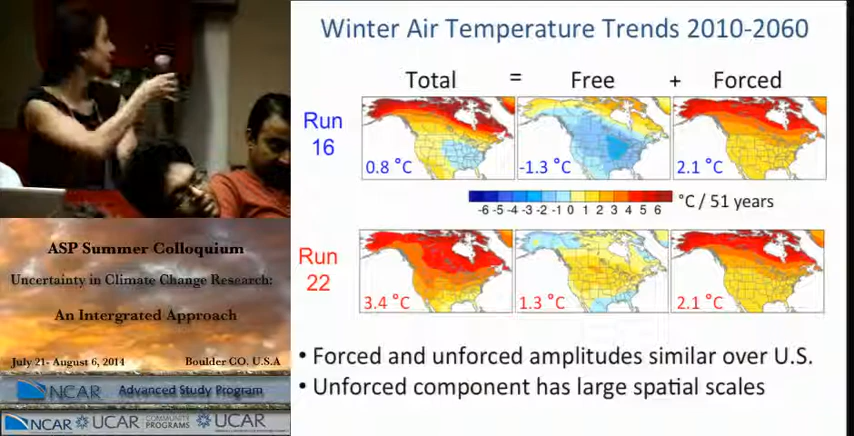 Winter Air Temperature Trends 2010-2060
Total = Free + Forced
Run
16
0.8 °C
-1.3 °C
2.1 °C
-6 -5 -4 -3 -2 -1 0 1 2 3 4 5 6
°C / 51 years
Run
22
3.4 °C
1.3 °C
2.1 °C
• Forced and unforced amplitudes similar over U.S.
• Unforced component has large spatial scales
ASP Summer Colloquium
Uncertainty in Climate Change Research:
An Intergrated Approach
July 21- August 6, 2014 Boulder CO. U.S.A
NCAR Advanced Study Program
NCAR UCAR COMMUNITY PROGRAMS UCAR